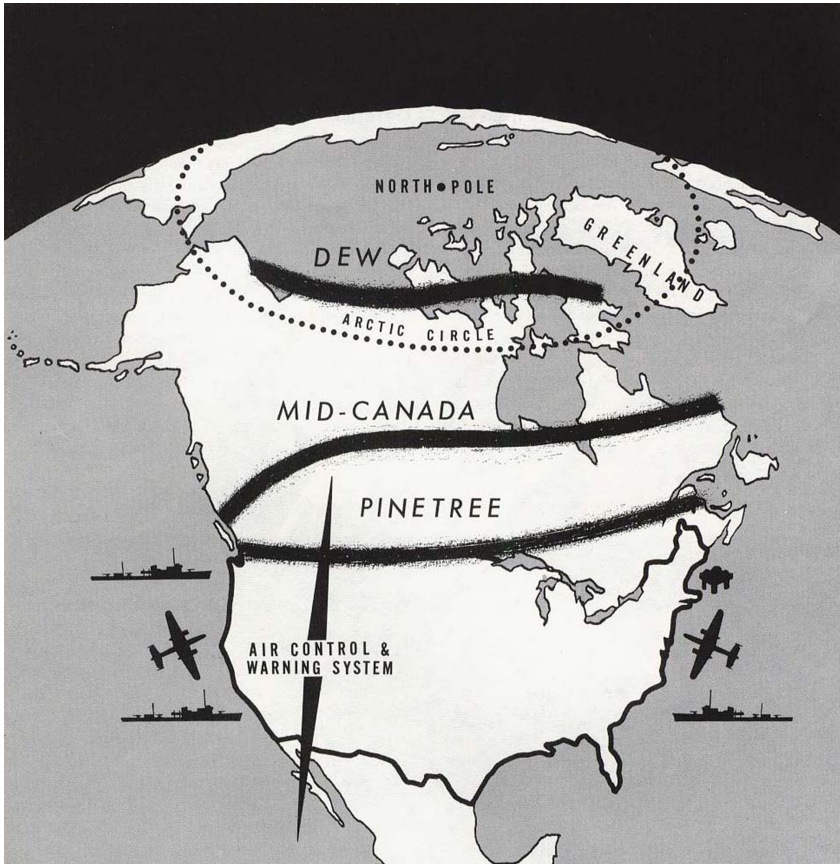 NORTH POLE
GREENLAND
DEW
ARCTIC CIRCLE
MID-CANADA
PINETREE
AIR CONTROL &
WARNING SYSTEM